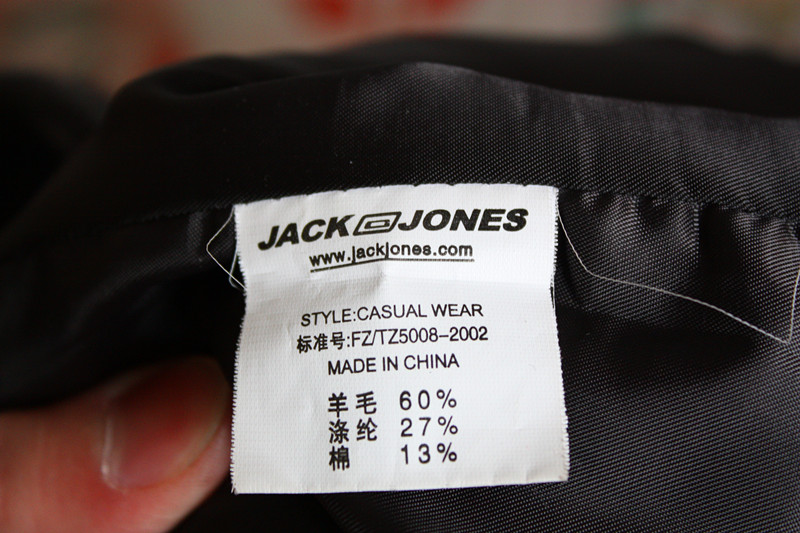 JACK JONES
www.jackjones.com
STYLE:CASUAL WEAR
标准号:FZ/TZ5008-2002
MADE IN CHINA
羊毛 60%
涤纶 27%
棉 13%